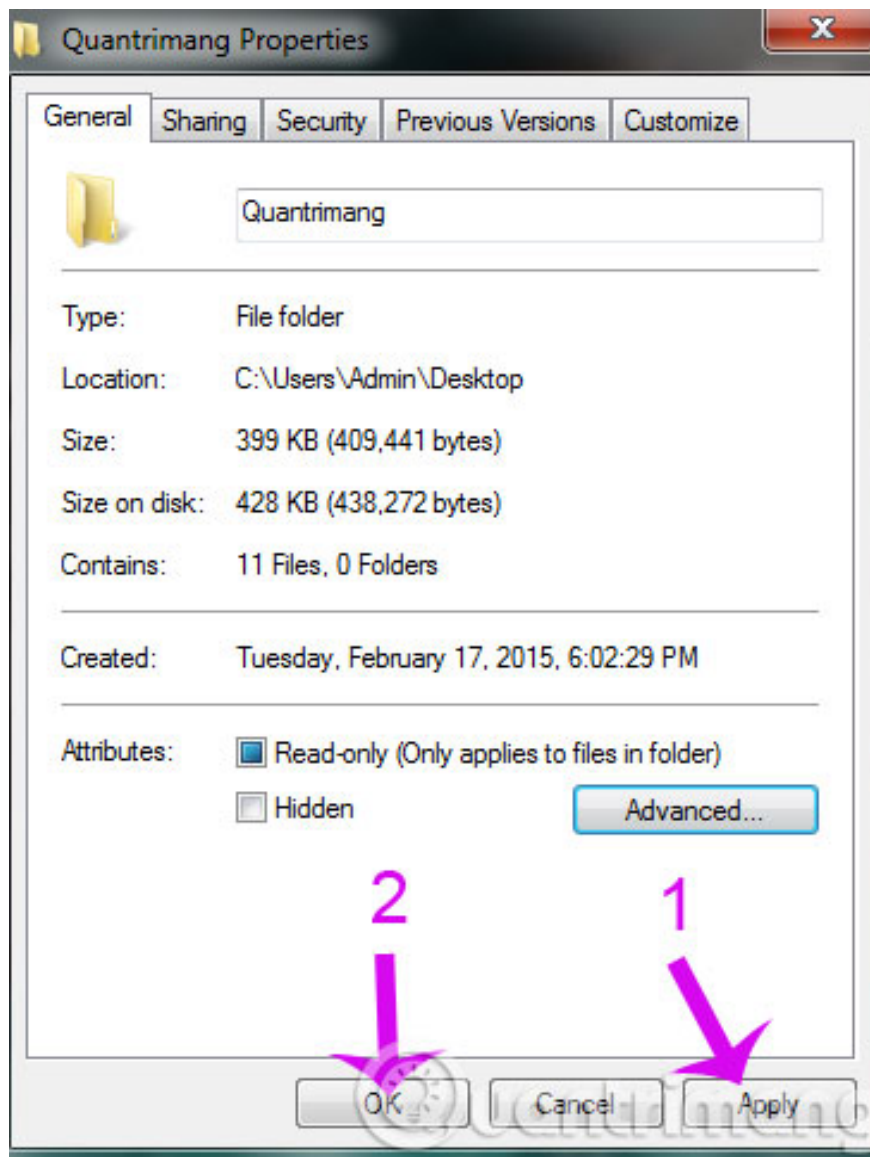 Quantrimang Properties
General Sharing Security Previous Versions Customize
Quantrimang
Type: File folder
Location: C:\Users\Admin\Desktop
Size: 399 KB (409,441 bytes)
Size on disk: 428 KB (438,272 bytes)
Contains: 11 Files, 0 Folders
Created: Tuesday, February 17, 2015, 6:02:29 PM
Attributes: Read-only (Only applies to files in folder)
Hidden Advanced...
2 1
OK Cancel Apply
Quantrimang